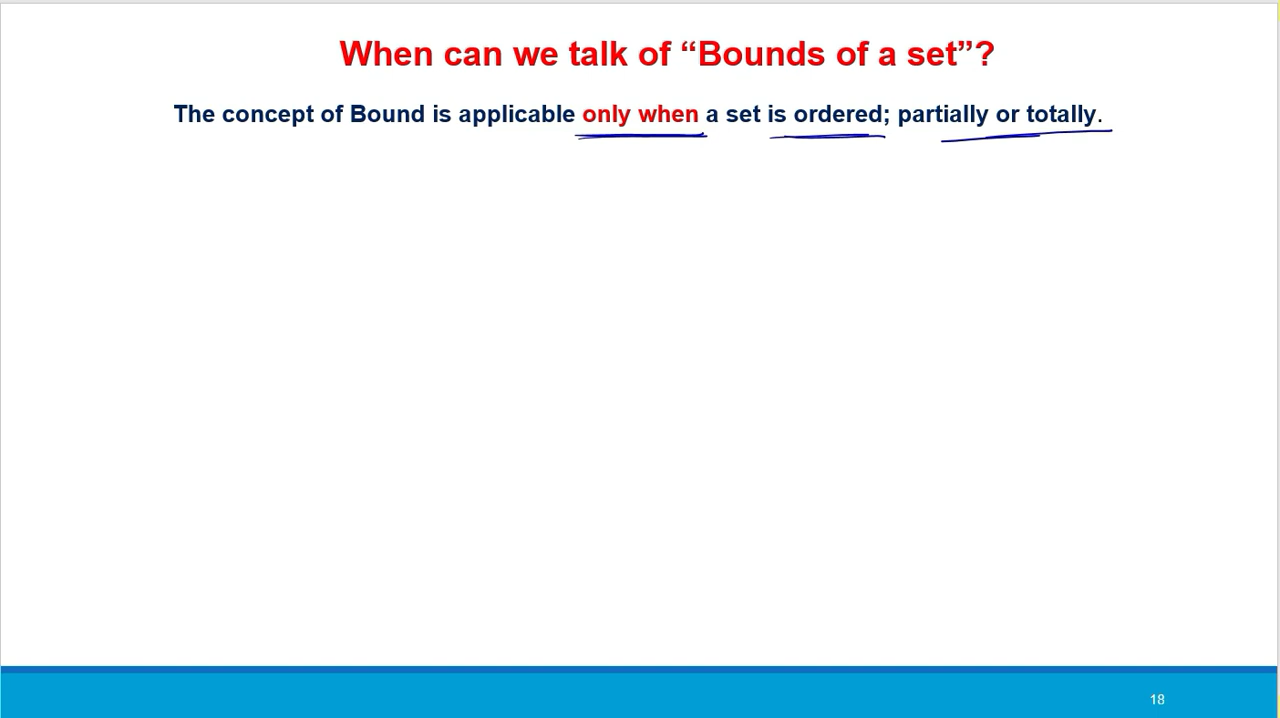 When can we talk of “Bounds of a set”?
The concept of Bound is applicable only when a set is ordered; partially or totally.
18